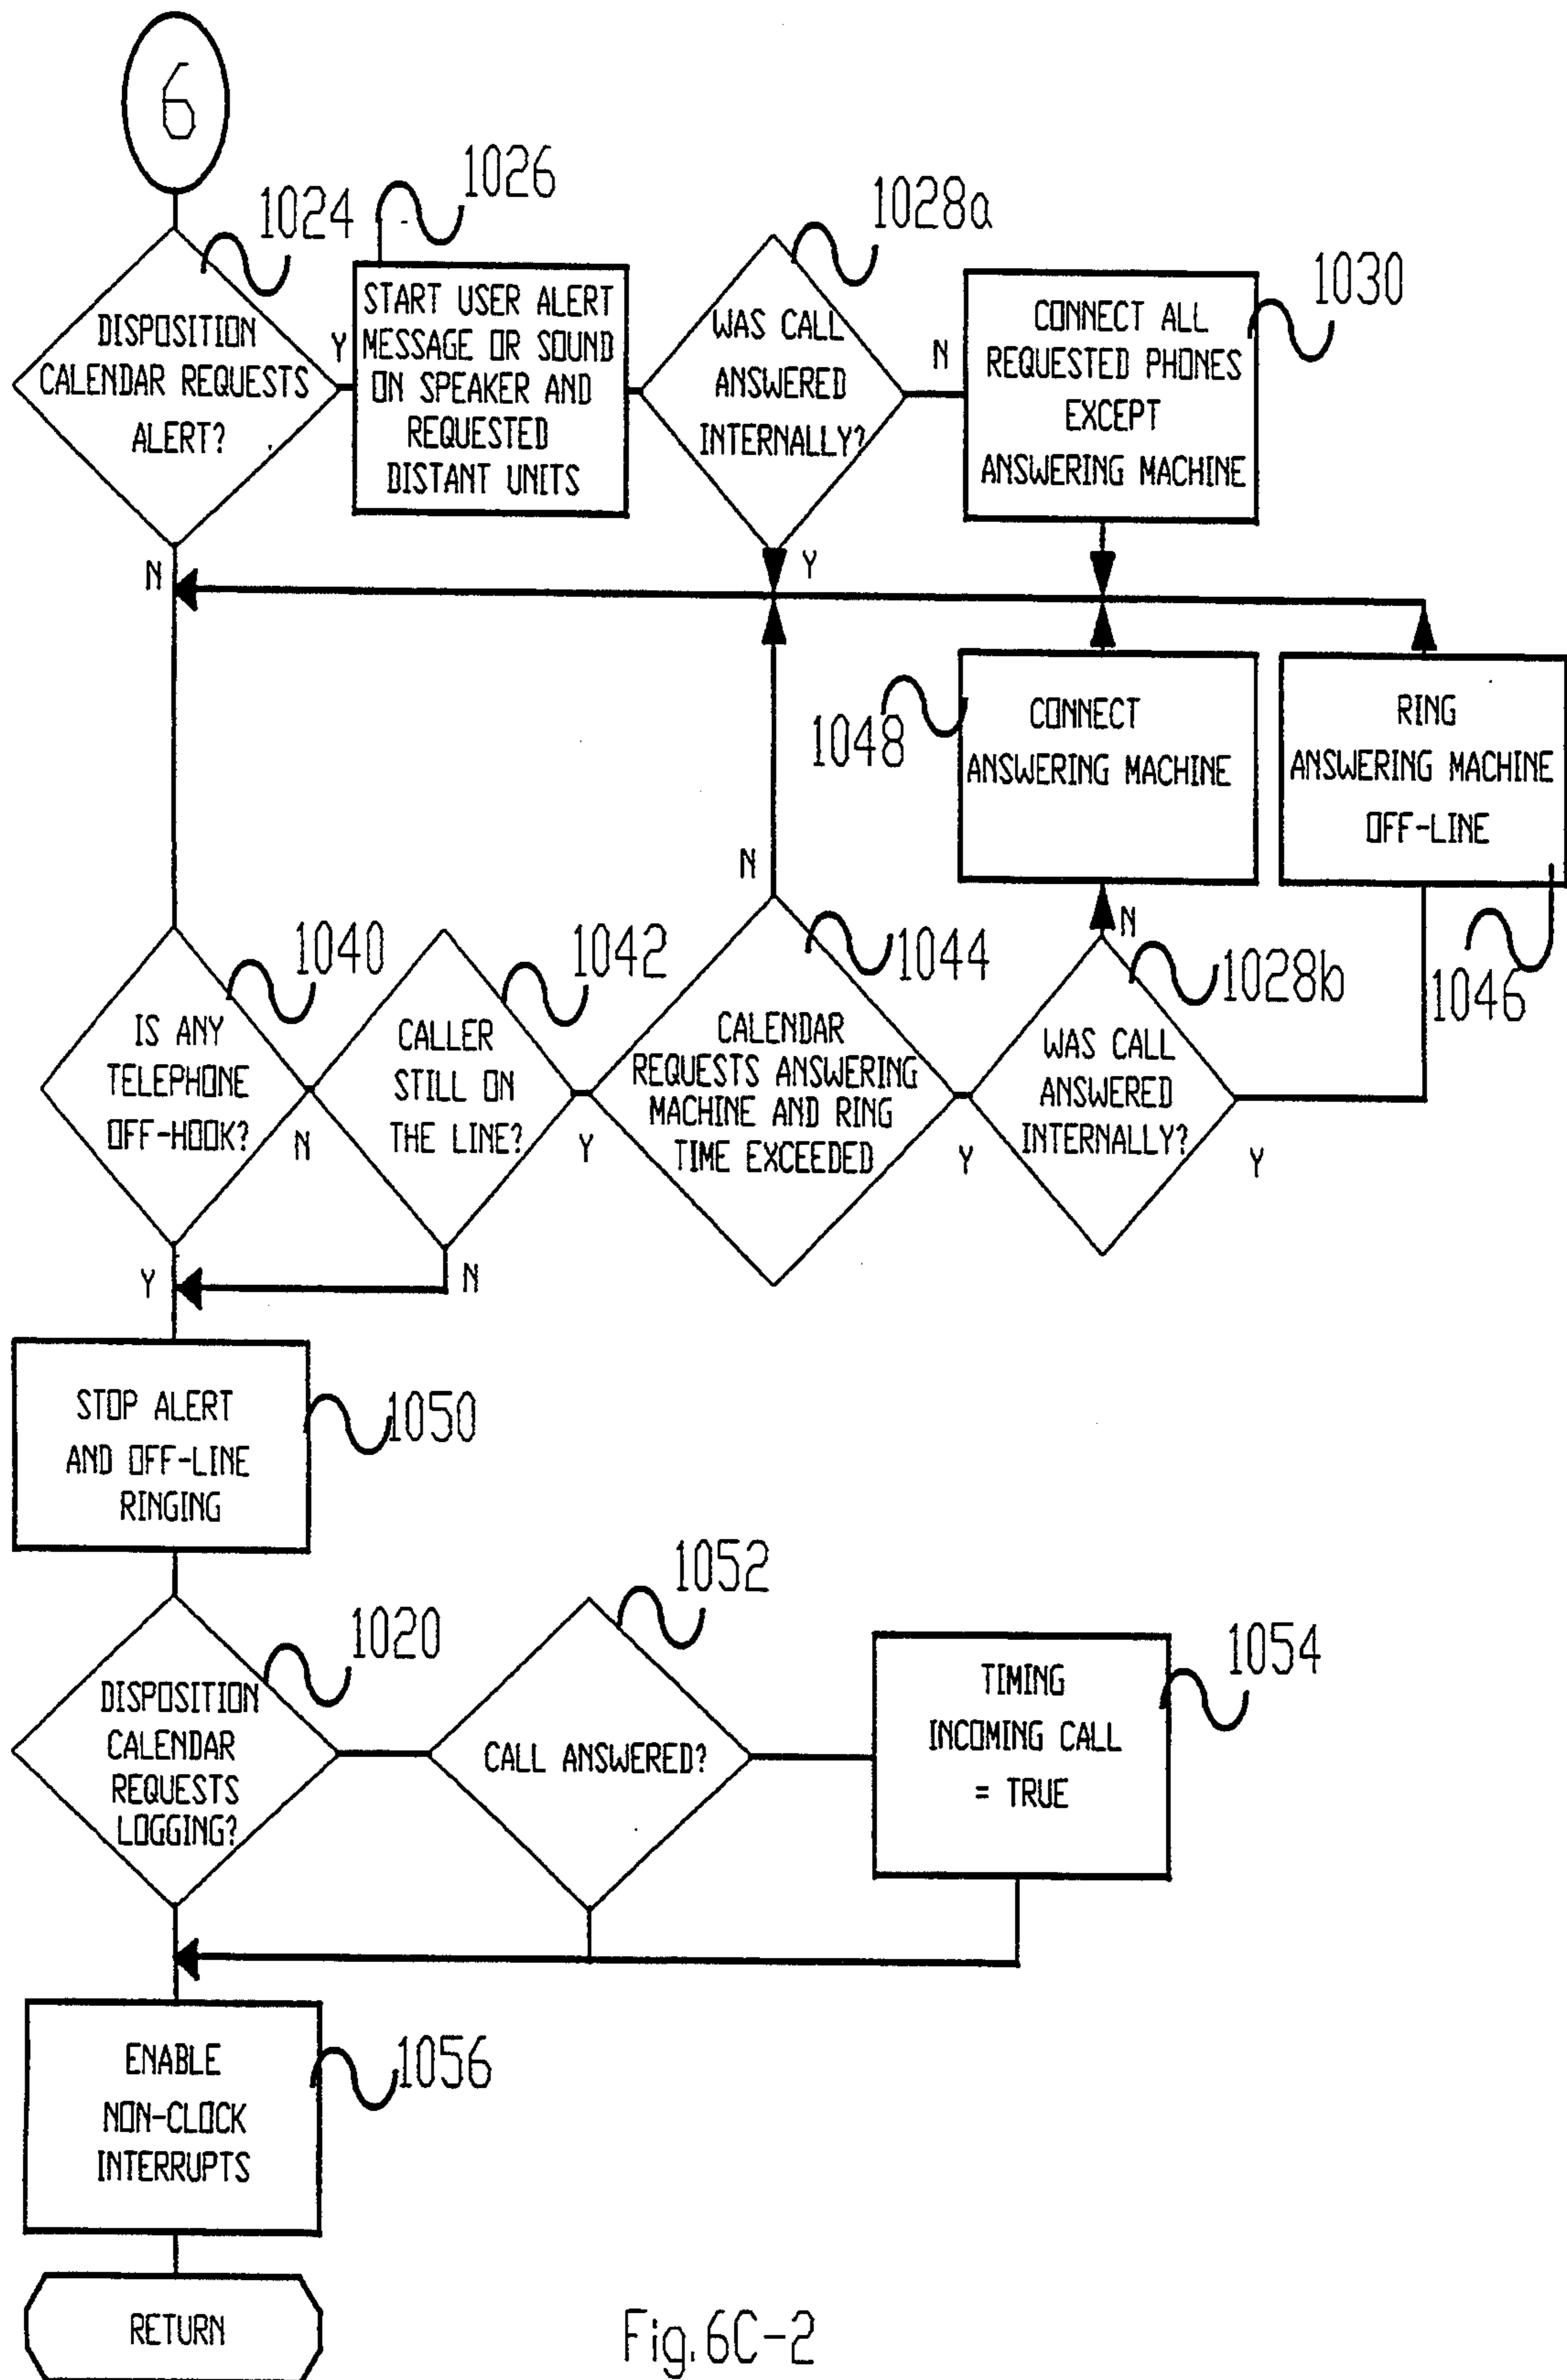 6
1024
1026
1028a
1030
DISPOSITION
CALENDAR REQUESTS
ALERT?
Y
START USER ALERT
MESSAGE OR SOUND
ON SPEAKER AND
REQUESTED
DISTANT UNITS
WAS CALL
ANSWERED
INTERNALLY?
N
CONNECT ALL
REQUESTED PHONES
EXCEPT
ANSWERING MACHINE
N
Y
1048
CONNECT
ANSWERING MACHINE
RING
ANSWERING MACHINE
OFF-LINE
N
N
1040
1042
1044
1028b
1046
IS ANY
TELEPHONE
OFF-HOOK?
N
CALLER
STILL ON
THE LINE?
Y
CALENDAR
REQUESTS ANSWERING
MACHINE AND RING
TIME EXCEEDED
Y
WAS CALL
ANSWERED
INTERNALLY?
Y
Y
N
STOP ALERT
AND OFF-LINE
RINGING
1050
1020
1052
1054
DISPOSITION
CALENDAR
REQUESTS
LOGGING?
CALL ANSWERED?
TIMING
INCOMING CALL
= TRUE
ENABLE
NON-CLOCK
INTERRUPTS
1056
RETURN
Fig.6C-2